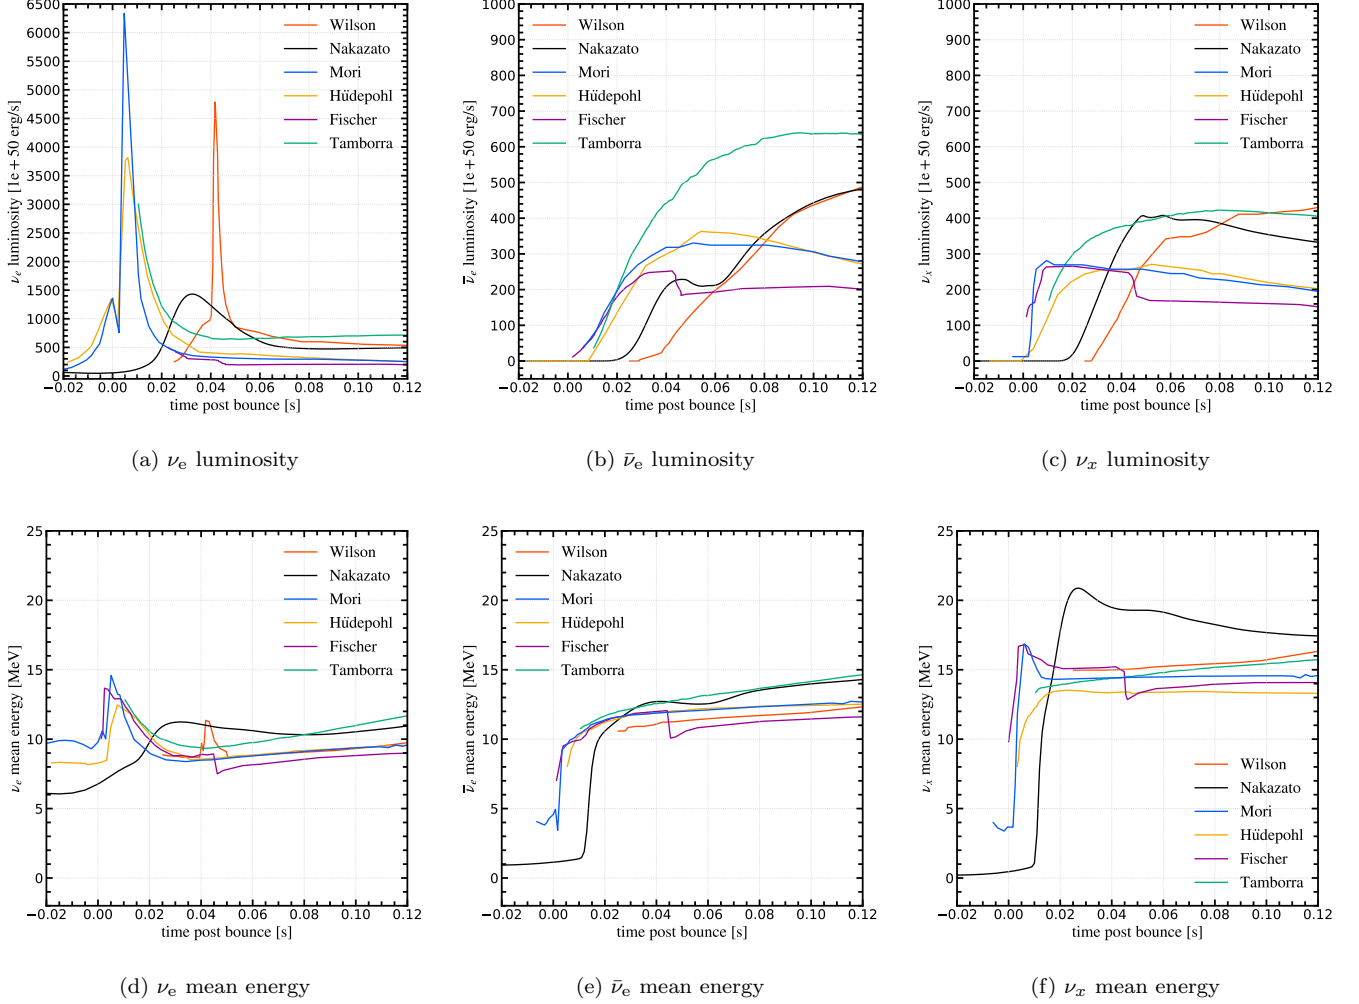 6500
6000
5500
5000
4500
4000
3500
3000
2500
2000
1500
1000
500
0
νe luminosity [1e+50 erg/s]
Wilson
Nakazato
Mori
Hüdepohl
Fischer
Tamborra
−0.02 0.00 0.02 0.04 0.06 0.08 0.10 0.12
time post bounce [s]
(a) νe luminosity
1000
900
800
700
600
500
400
300
200
100
0
ν̅e luminosity [1e+50 erg/s]
Wilson
Nakazato
Mori
Hüdepohl
Fischer
Tamborra
−0.02 0.00 0.02 0.04 0.06 0.08 0.10 0.12
time post bounce [s]
(b) ν̄e luminosity
1000
900
800
700
600
500
400
300
200
100
0
νx luminosity [1e+50 erg/s]
Wilson
Nakazato
Mori
Hüdepohl
Fischer
Tamborra
−0.02 0.00 0.02 0.04 0.06 0.08 0.10 0.12
time post bounce [s]
(c) νx luminosity
25
20
15
10
5
0
νe mean energy [MeV]
Wilson
Nakazato
Mori
Hüdepohl
Fischer
Tamborra
−0.02 0.00 0.02 0.04 0.06 0.08 0.10 0.12
time post bounce [s]
(d) νe mean energy
25
20
15
10
5
0
ν̅e mean energy [MeV]
Wilson
Nakazato
Mori
Hüdepohl
Fischer
Tamborra
−0.02 0.00 0.02 0.04 0.06 0.08 0.10 0.12
time post bounce [s]
(e) ν̄e mean energy
25
20
15
10
5
0
νx mean energy [MeV]
Wilson
Nakazato
Mori
Hüdepohl
Fischer
Tamborra
−0.02 0.00 0.02 0.04 0.06 0.08 0.10 0.12
time post bounce [s]
(f) νx mean energy